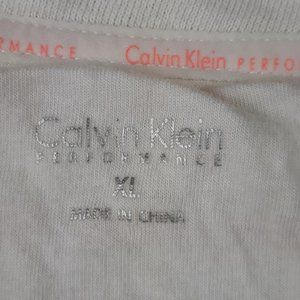 RMANCE Calvin Klein PERFO
Calvin Klein
PERFORMANCE
XL
MADE IN CHINA